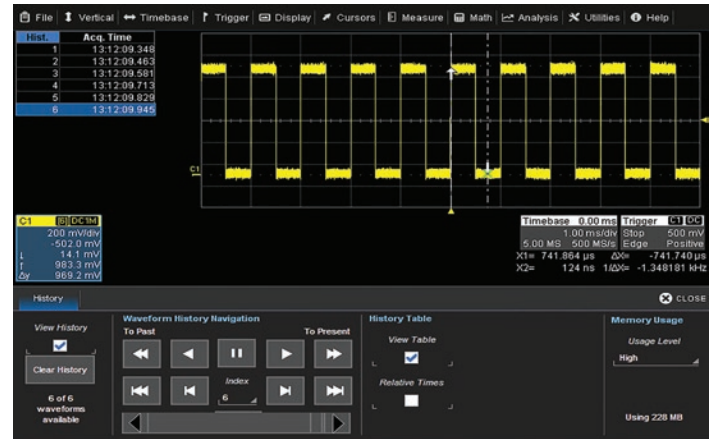 File Vertical Timebase Trigger Display Cursors Measure Math Analysis Utilities Help
Hist. Acq. Time
1 13:12:09.348
2 13:12:09.463
3 13:12:09.581
4 13:12:09.713
5 13:12:09.829
6 13:12:09.945
C1
C1 [6] DC1M
200 mV/div
-502.0 mV
↓ 14.1 mV
↑ 983.3 mV
Δy 969.2 mV
Timebase 0.00 ms
1.00 ms/div
5.00 MS 500 MS/s
Trigger C1 DC
Stop 500 mV
Edge Positive
X1= 741.864 µs ΔX= -741.740 µs
X2= 124 ns 1/ΔX= -1.348181 kHz
History
CLOSE
View History
Clear History
6 of 6
waveforms
available
Waveform History Navigation
To Past To Present
Index
6
History Table
View Table
Relative Times
Memory Usage
Usage Level
High
Using 228 MB